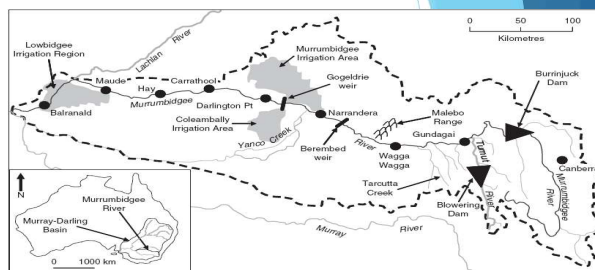 0 50 100
Kilometres
Lachlan River
Lowbidgee
Irrigation Region
Murrumbidgee
Irrigation Area
Burrinjuck
Dam
Maude
Hay
Carrathool
Gogeldrie
weir
Murrumbidgee
Darlington Pt
Narrandera
Malebo
Range
Balranald
Coleambally
Irrigation Area
Gundagai
Tumut
River
Canberra
Yanco Creek
Berembed
weir
River
Wagga
Wagga
Tarcutta
Creek
Blowering
Dam
Murrumbidgee
River
N
Murrumbidgee
River
Murray-Darling
Basin
0 1000 km
Murray River